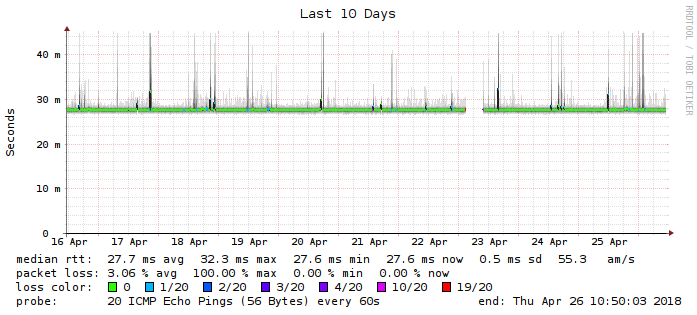 Last 10 Days
RRDTOOL / TOBI OETIKER
Seconds
40 m
30 m
20 m
10 m
0
16 Apr 17 Apr 18 Apr 19 Apr 20 Apr 21 Apr 22 Apr 23 Apr 24 Apr 25 Apr
median rtt: 27.7 ms avg 32.3 ms max 27.6 ms min 27.6 ms now 0.5 ms sd 55.3 am/s
packet loss: 3.06 % avg 100.00 % max 0.00 % min 0.00 % now
loss color: 0 1/20 2/20 3/20 4/20 10/20 19/20
probe: 20 ICMP Echo Pings (56 Bytes) every 60s end: Thu Apr 26 10:50:03 2018